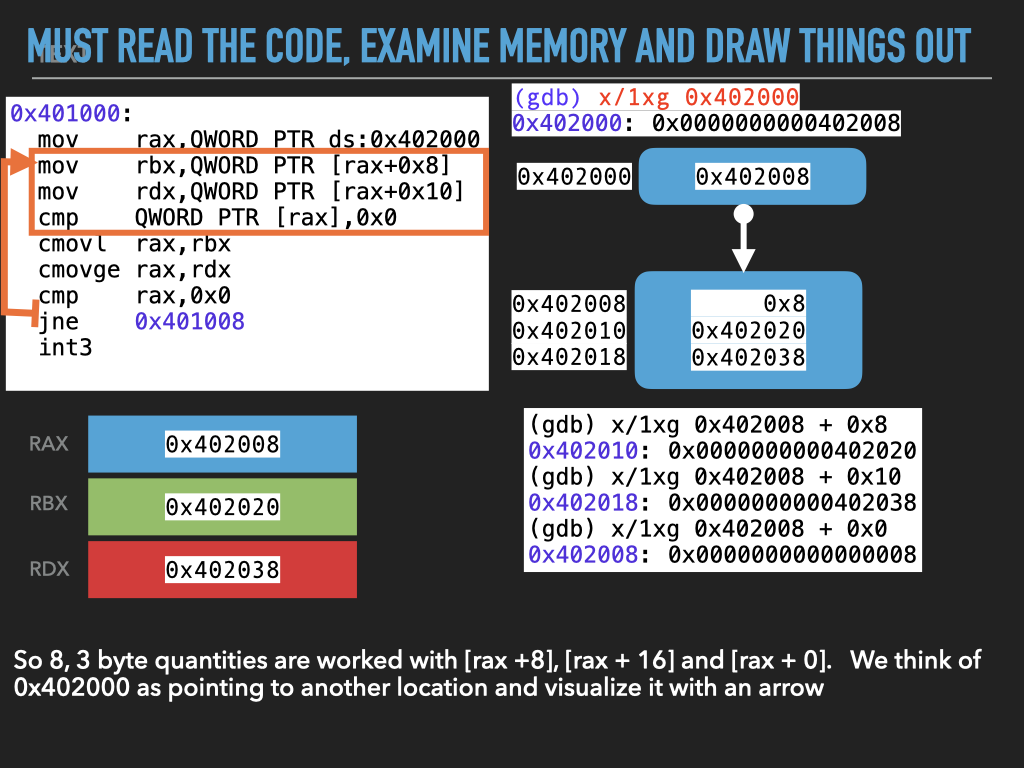 MUST READ THE CODE, EXAMINE MEMORY AND DRAW THINGS OUT
TEXT
0x401000:
mov rax,QWORD PTR ds:0x402000
mov rbx,QWORD PTR [rax+0x8]
mov rdx,QWORD PTR [rax+0x10]
cmp QWORD PTR [rax],0x0
cmovl rax,rbx
cmovge rax,rdx
cmp rax,0x0
jne 0x401008
int3
(gdb) x/1xg 0x402000
0x402000: 0x0000000000402008
0x402000 0x402008
0x402008 0x8
0x402010 0x402020
0x402018 0x402038
RAX 0x402008
RBX 0x402020
RDX 0x402038
(gdb) x/1xg 0x402008 + 0x8
0x402010: 0x0000000000402020
(gdb) x/1xg 0x402008 + 0x10
0x402018: 0x0000000000402038
(gdb) x/1xg 0x402008 + 0x0
0x402008: 0x0000000000000008
So 8, 3 byte quantities are worked with [rax +8], [rax + 16] and [rax + 0]. We think of
0x402000 as pointing to another location and visualize it with an arrow